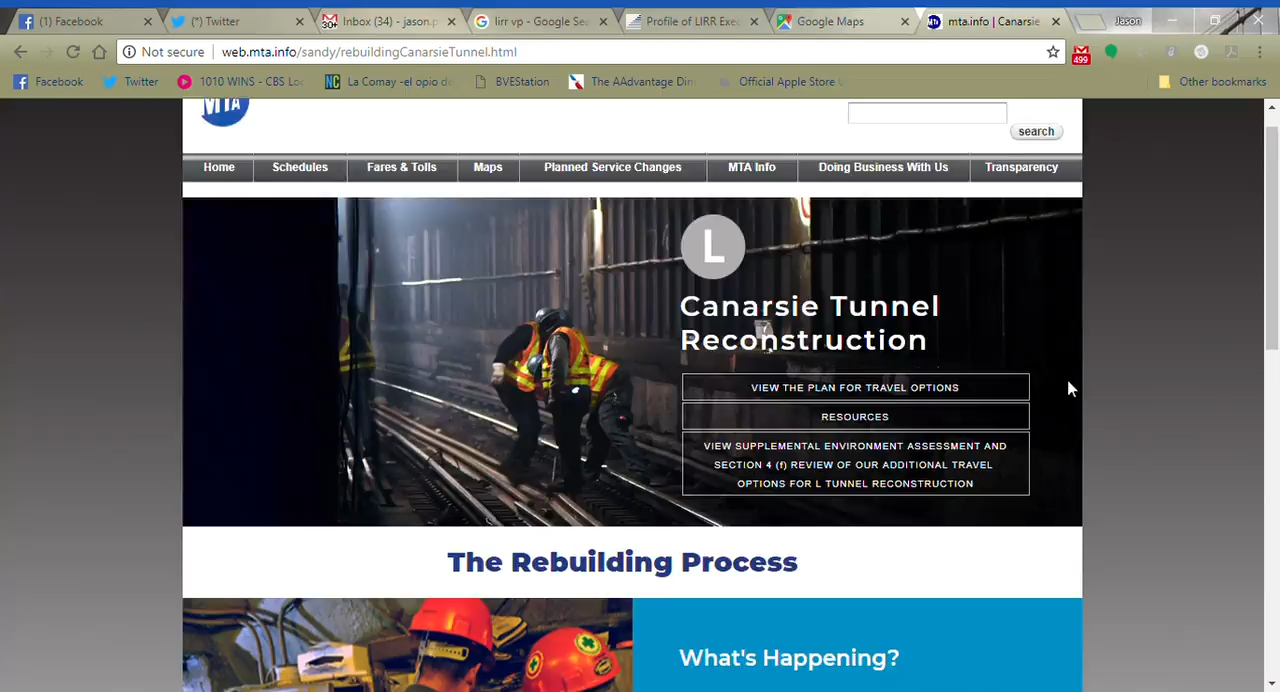 (1) Facebook
(*) Twitter
Inbox (34) - jason.p
lirr vp - Google Se
Profile of LIRR Exe
Google Maps
mta.info | Canarsie
Jason
Not secure
web.mta.info/sandy/rebuildingCanarsieTunnel.html
499
Facebook
Twitter
1010 WINS - CBS Lo
La Comay -el opio d
BVEStation
The AAdvantage Din
Official Apple Store
Other bookmarks
MTA
search
Home
Schedules
Fares & Tolls
Maps
Planned Service Changes
MTA Info
Doing Business With Us
Transparency
L
Canarsie Tunnel
Reconstruction
VIEW THE PLAN FOR TRAVEL OPTIONS
RESOURCES
VIEW SUPPLEMENTAL ENVIRONMENT ASSESSMENT AND
SECTION 4 (f) REVIEW OF OUR ADDITIONAL TRAVEL
OPTIONS FOR L TUNNEL RECONSTRUCTION
The Rebuilding Process
What's Happening?